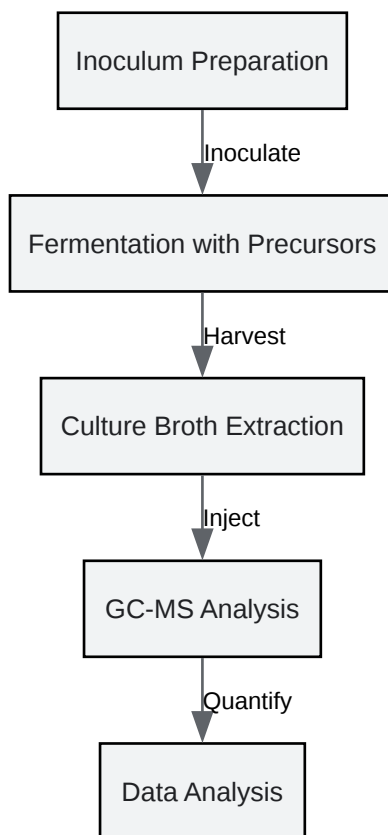 Inoculum Preparation
Inoculate
Fermentation with Precursors
Harvest
Culture Broth Extraction
Inject
GC-MS Analysis
Quantify
Data Analysis